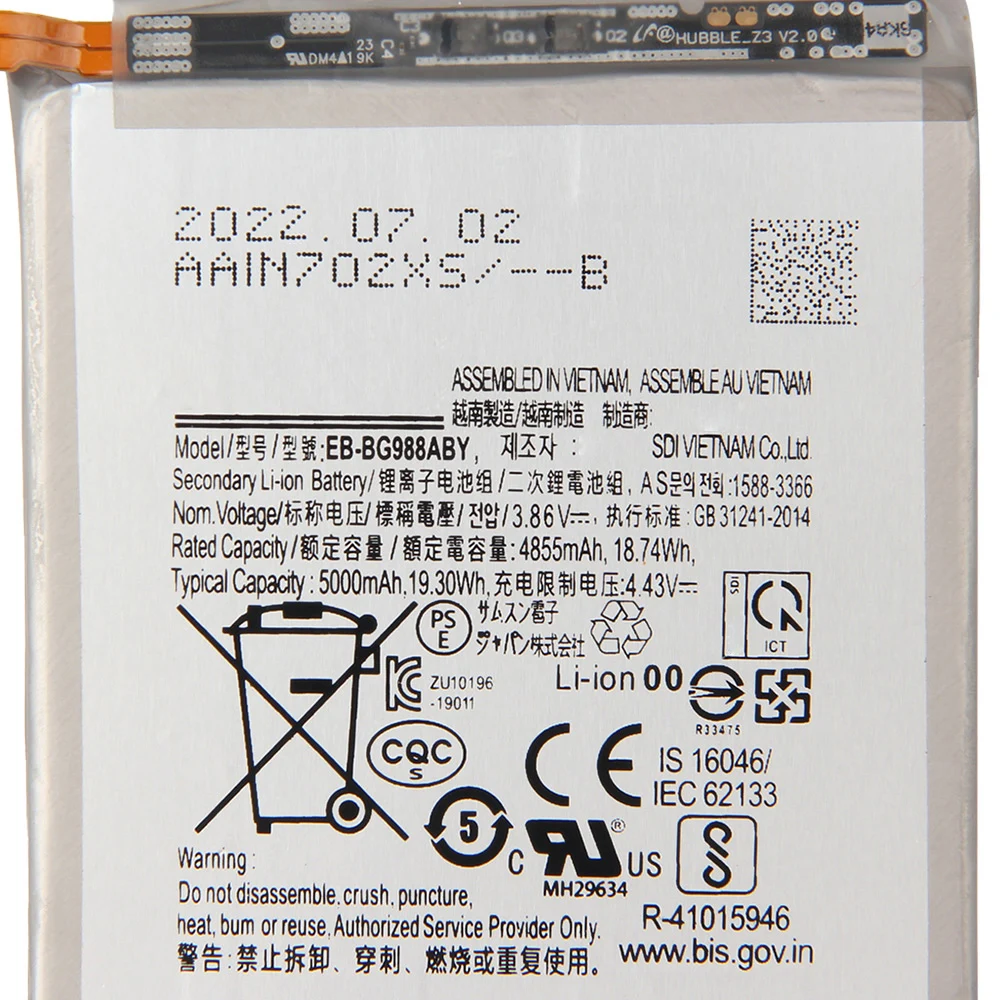 23
DM4A19K
02 @HUBBLE_Z3 V2.0
2022.07.02
AAIN702XS/--B
ASSEMBLED IN VIETNAM, ASSEMBLE AU VIETNAM
越南製造/越南制造 制造商:
Model/型号/型號:EB-BG988ABY, 제조자: SDI VIETNAM Co.,Ltd.
Secondary Li-ion Battery/锂离子电池组/二次鋰電池組, A S문의전화:1588-3366
Nom.Voltage/标称电压/標稱電壓/전압/3.86V⎓, 执行标准:GB 31241-2014
Rated Capacity/额定容量/額定電容量:4855mAh, 18.74Wh,
Typical Capacity:5000mAh,19.30Wh,充电限制电压:4.43V⎓
PS
E
サムスン電子
ジャパン株式会社
SDI
ICT
ZU10196
-19011
Li-ion 00
R33475
CQC
S
CE
IS 16046/
IEC 62133
5
C RU® US
MH29634
R-41015946
www.bis.gov.in
Warning:
Do not disassemble, crush, puncture,
heat, burn or reuse, Authorized Service Provider Only.
警告:禁止拆卸、穿刺、燃烧或重复使用。